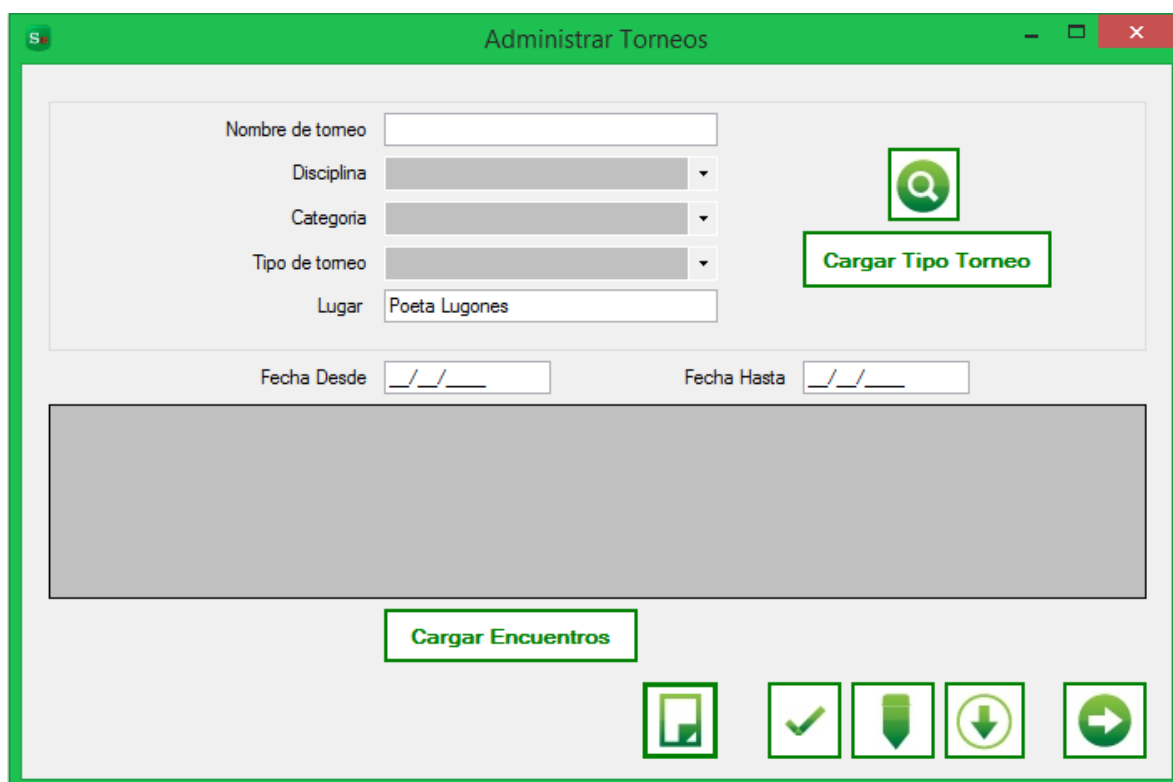 Se Administrar Torneos
Nombre de torneo
Disciplina
Categoria
Tipo de torneo
Cargar Tipo Torneo
Lugar Poeta Lugones
Fecha Desde __/__/____ Fecha Hasta __/__/____
Cargar Encuentros